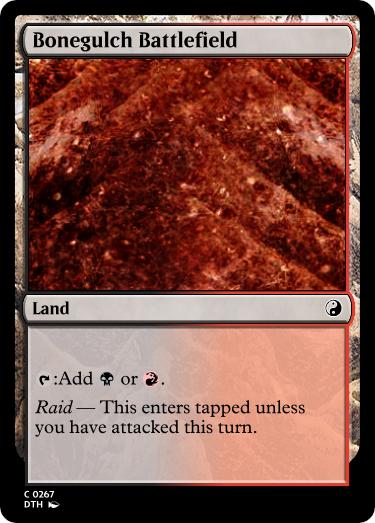 Bonegulch Battlefield
Land
:Add or .
Raid — This enters tapped unless
you have attacked this turn.
C 0267
DTH